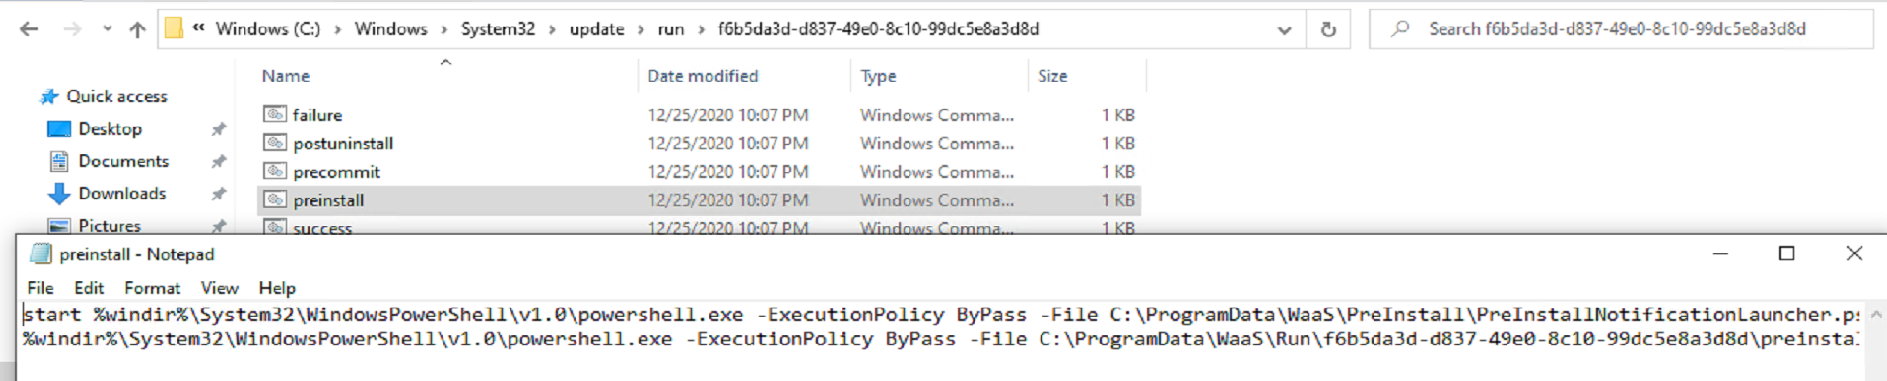 « Windows (C:) › Windows › System32 › update › run › f6b5da3d-d837-49e0-8c10-99dc5e8a3d8d
Search f6b5da3d-d837-49e0-8c10-99dc5e8a3d8d
Name Date modified Type Size
Quick access
Desktop
Documents
Downloads
Pictures
failure 12/25/2020 10:07 PM Windows Comma... 1 KB
postuninstall 12/25/2020 10:07 PM Windows Comma... 1 KB
precommit 12/25/2020 10:07 PM Windows Comma... 1 KB
preinstall 12/25/2020 10:07 PM Windows Comma... 1 KB
success 12/25/2020 10:07 PM Windows Comma... 1 KB
preinstall - Notepad
File Edit Format View Help
start %windir%\System32\WindowsPowerShell\v1.0\powershell.exe -ExecutionPolicy ByPass -File C:\ProgramData\WaaS\PreInstall\PreInstallNotificationLauncher.ps
%windir%\System32\WindowsPowerShell\v1.0\powershell.exe -ExecutionPolicy ByPass -File C:\ProgramData\WaaS\Run\f6b5da3d-d837-49e0-8c10-99dc5e8a3d8d\preinstal